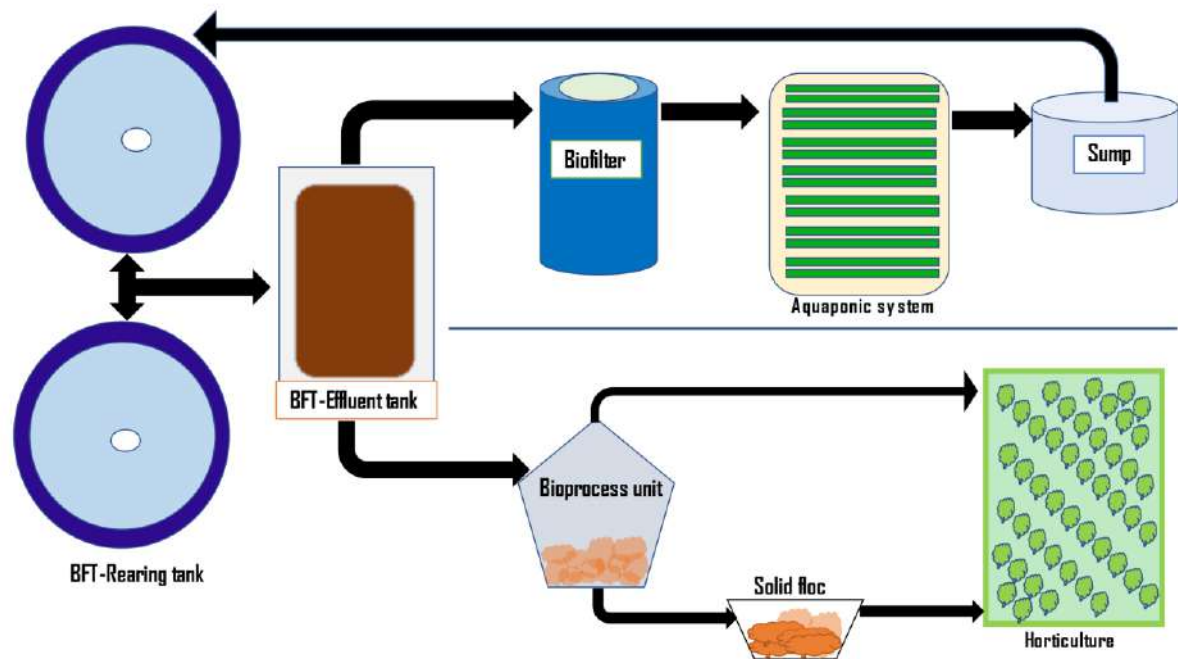 Biofilter
Sump
Aquaponic system
BFT-Effluent tank
Bioprocess unit
BFT-Rearing tank
Solid floc
Horticulture